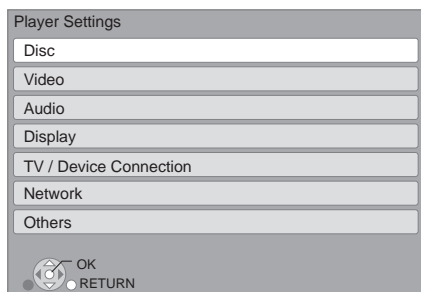 Player Settings
Disc
Video
Audio
Display
TV / Device Connection
Network
Others
OK
RETURN